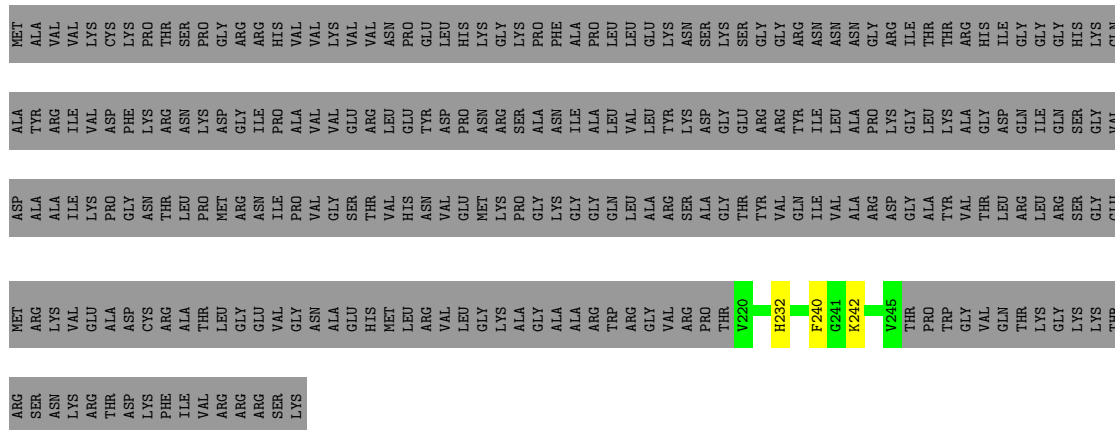 MET ALA VAL VAL LYS CYS LYS PRO THR SER PRO GLY ARG ARG HIS VAL VAL LYS VAL VAL ASN PRO GLU LEU HIS LYS GLY LYS PRO PHE ALA PRO LEU LEU GLU LYS ASN SER LYS SER GLY GLY ARG ASN ASN ASN GLY ARG ILE THR THR ARG HIS ILE GLY GLY GLY HIS LYS GLN
ALA TYR ARG ILE VAL ASP PHE LYS ARG ASN LYS ASP GLY ILE PRO ALA VAL VAL GLU ARG LEU GLU TYR ASP PRO ASN ARG SER ALA ASN ILE ALA LEU VAL LEU TYR LYS ASP GLY GLU ARG ARG TYR ILE LEU ALA PRO LYS GLY LEU LYS ALA GLY ASP GLN ILE GLN SER GLY VAL
ASP ALA ALA ILE LYS PRO GLY ASN THR LEU PRO MET ARG ASN ILE PRO VAL GLY SER THR VAL HIS ASN VAL GLU MET LYS PRO GLY LYS GLY GLY GLN LEU ALA ARG SER ALA GLY THR TYR VAL GLN ILE VAL ALA ARG ASP GLY ALA TYR VAL THR LEU ARG LEU ARG SER GLY GLU
MET ARG LYS VAL GLU ALA ASP CYS ARG ALA THR LEU GLY GLU VAL GLY ASN ALA GLU HIS MET LEU ARG VAL LEU GLY LYS ALA GLY ALA ALA ARG TRP ARG GLY VAL ARG PRO THR V220 H232 F240 G241 K242 V245 THR PRO TRP GLY VAL GLN THR LYS GLY LYS LYS THR
ARG SER ASN LYS ARG THR ASP LYS PHE ILE VAL ARG ARG ARG SER LYS